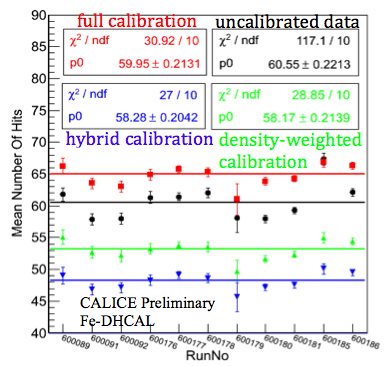 full calibration
uncalibrated data
χ² / ndf 30.92 / 10
p0 59.95 ± 0.2131
χ² / ndf 117.1 / 10
p0 60.55 ± 0.2213
χ² / ndf 27 / 10
p0 58.28 ± 0.2042
χ² / ndf 28.85 / 10
p0 58.17 ± 0.2139
hybrid calibration
density-weighted
calibration
Mean Number Of Hits
90
85
80
75
70
65
60
55
50
45
40
CALICE Preliminary
Fe-DHCAL
600089 600091 600092 600176 600177 600178 600179 600180 600181 600185 600186
RunNo